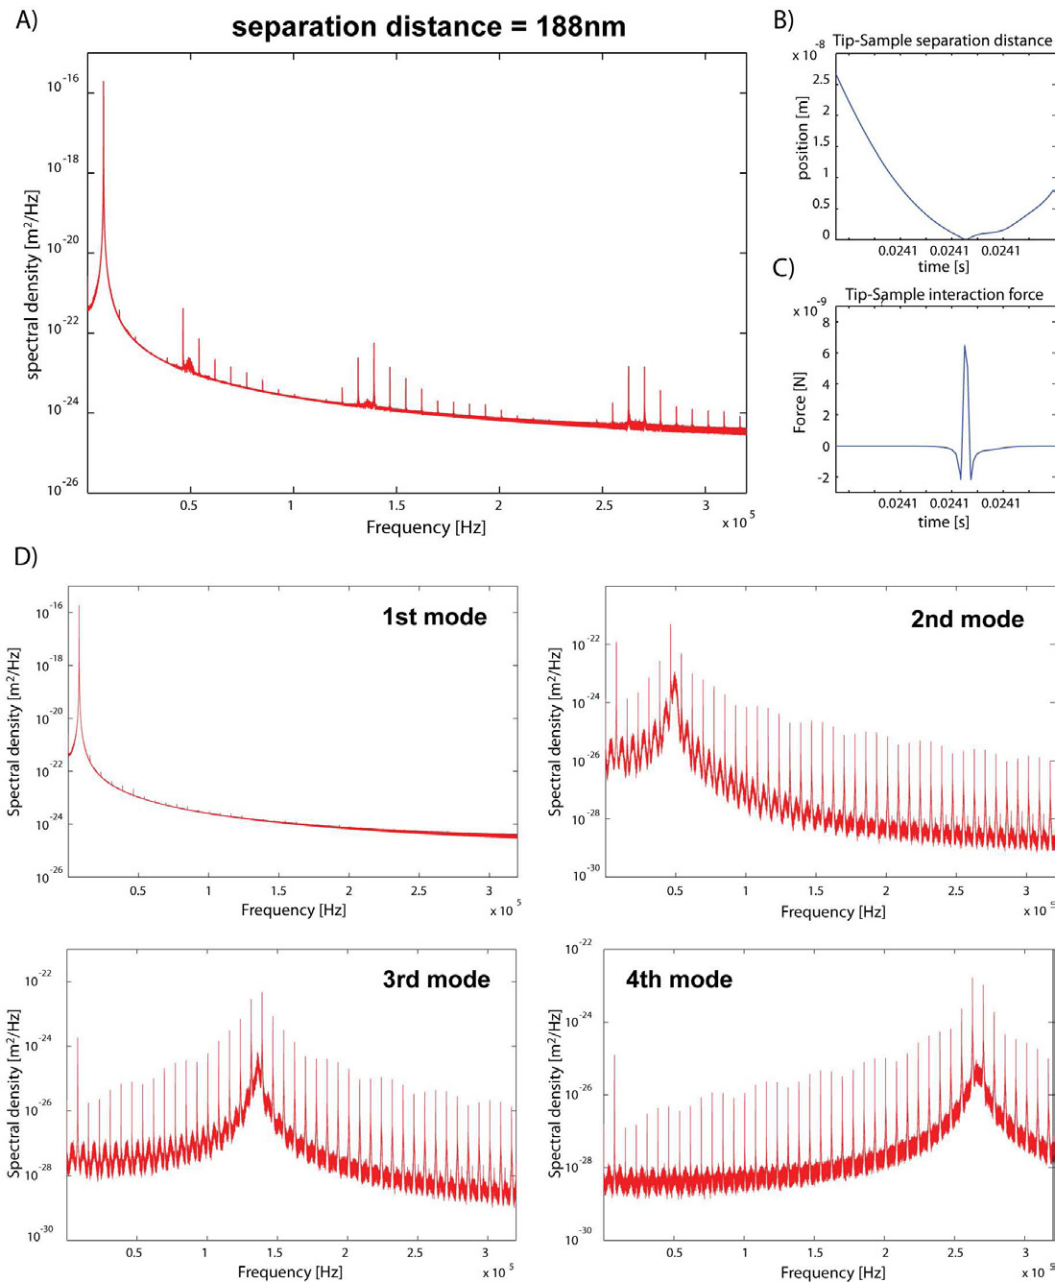 A)
separation distance = 188nm
10^-16
10^-18
10^-20
10^-22
10^-24
10^-26
spectral density [m²/Hz]
0.5
1
1.5
2
2.5
3
x 10^5
Frequency [Hz]
B)
Tip-Sample separation distance
x 10^-8
3
2.5
2
1.5
1
0.5
0
position [m]
0.0241
0.0241
0.0241
time [s]
C)
Tip-Sample interaction force
x 10^-9
8
6
4
2
0
-2
Force [N]
0.0241
0.0241
0.0241
time [s]
D)
1st mode
10^-16
10^-18
10^-20
10^-22
10^-24
10^-26
Spectral density [m²/Hz]
0.5
1
1.5
2
2.5
3
x 10^5
Frequency [Hz]
2nd mode
10^-22
10^-24
10^-26
10^-28
10^-30
Spectral density [m²/Hz]
0.5
1
1.5
2
2.5
3
x 10^5
Frequency [Hz]
3rd mode
10^-22
10^-24
10^-26
10^-28
10^-30
Spectral density [m²/Hz]
0.5
1
1.5
2
2.5
3
x 10^5
Frequency [Hz]
4th mode
10^-22
10^-24
10^-26
10^-28
10^-30
Spectral density [m²/Hz]
0.5
1
1.5
2
2.5
3
x 10^5
Frequency [Hz]